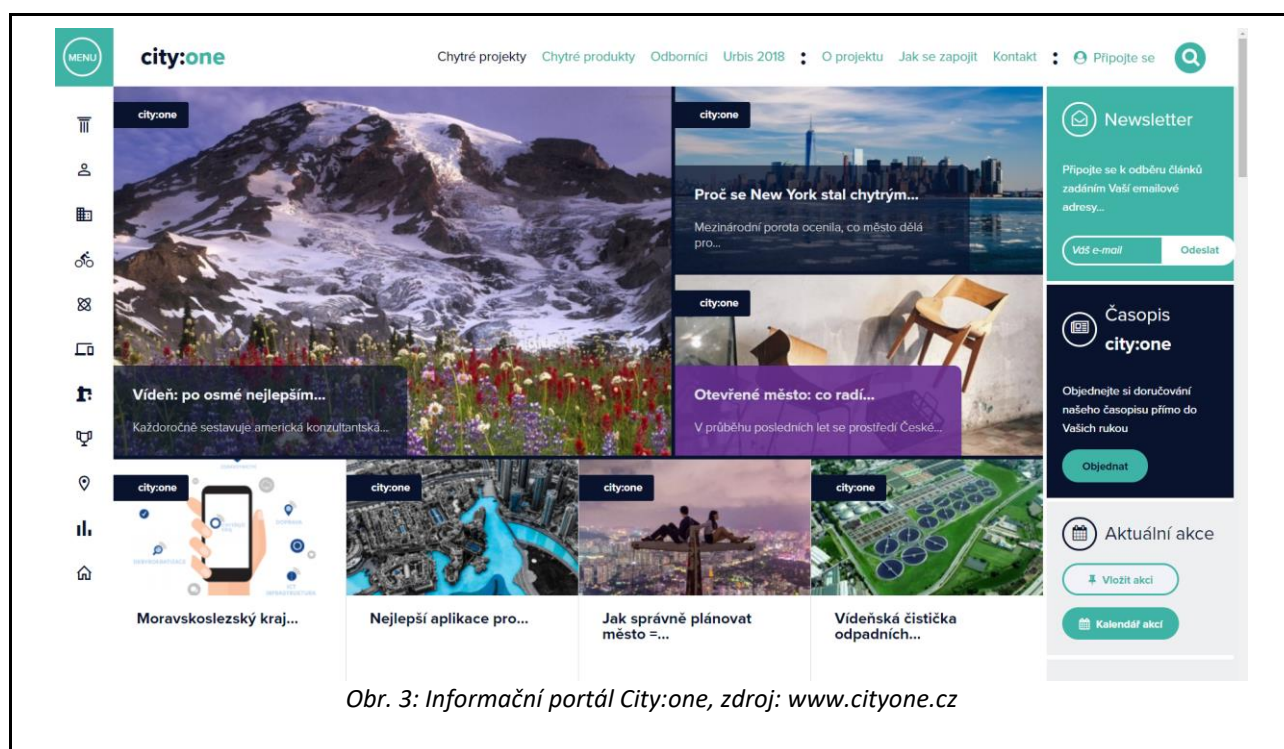 MENU
city:one
Chytré projekty Chytré produkty Odborníci Urbis 2018 : O projektu Jak se zapojit Kontakt : Připojte se
city:one
Vídeň: po osmé nejlepším...
Každoročně sestavuje americká konzultantská...
city:one
Proč se New York stal chytrým...
Mezinárodní porota ocenila, co město dělá
pro...
city:one
Otevřené město: co radí...
V průběhu posledních let se prostředí České...
city:one
Moravskoslezský kraj...
city:one
Nejlepší aplikace pro...
city:one
Jak správně plánovat
město =...
city:one
Vídeňská čistička
odpadních...
Newsletter
Připojte se k odběru článků
zadáním Vaší emailové
adresy...
Váš e-mail Odeslat
Časopis
city:one
Objednejte si doručování
našeho časopisu přímo do
Vašich rukou
Objednat
Aktuální akce
Vložit akci
Kalendář akcí
Obr. 3: Informační portál City:one, zdroj: www.cityone.cz